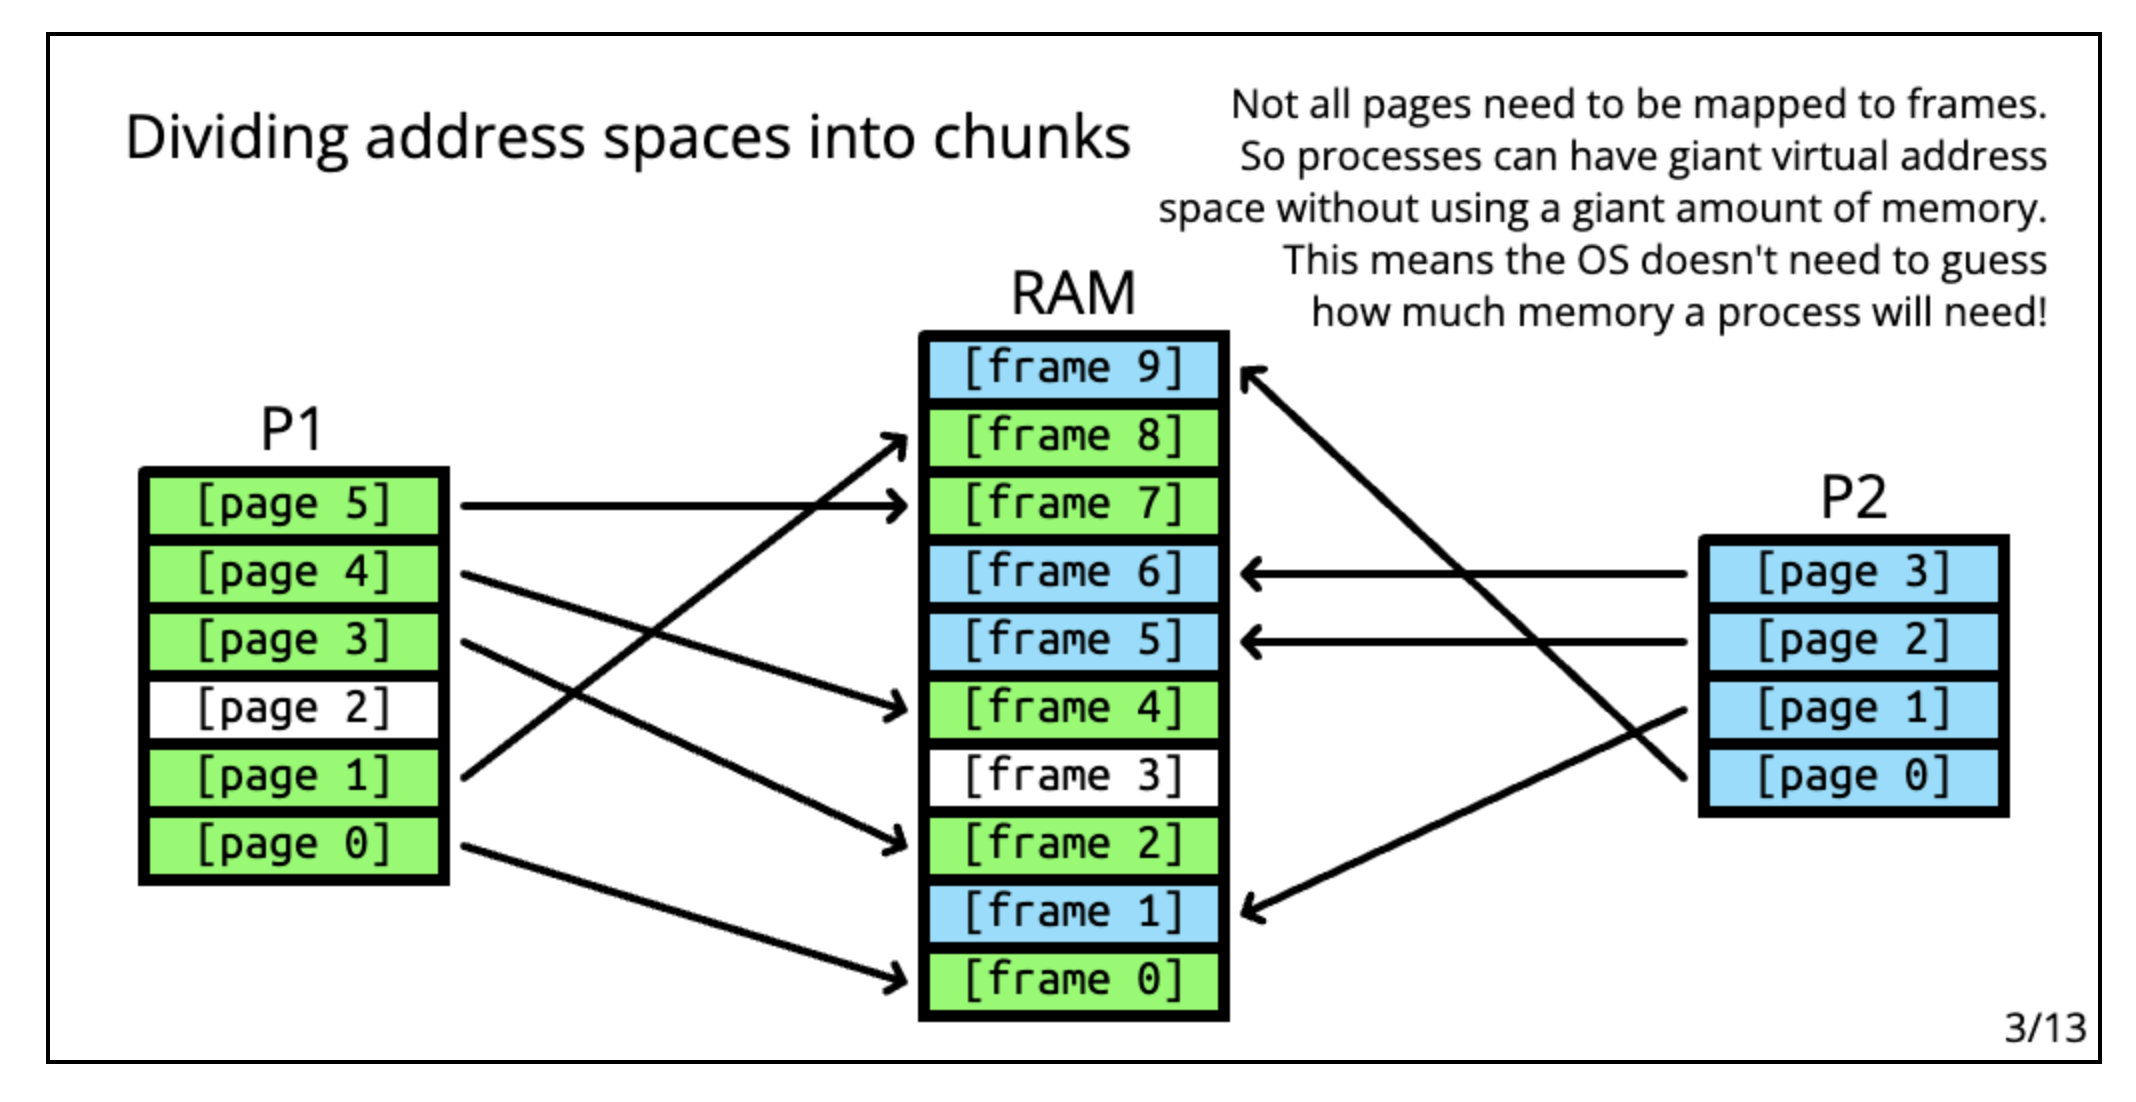 Dividing address spaces into chunks
Not all pages need to be mapped to frames.
So processes can have giant virtual address
space without using a giant amount of memory.
This means the OS doesn't need to guess
how much memory a process will need!
P1
[page 5]
[page 4]
[page 3]
[page 2]
[page 1]
[page 0]
RAM
[frame 9]
[frame 8]
[frame 7]
[frame 6]
[frame 5]
[frame 4]
[frame 3]
[frame 2]
[frame 1]
[frame 0]
P2
[page 3]
[page 2]
[page 1]
[page 0]
3/13